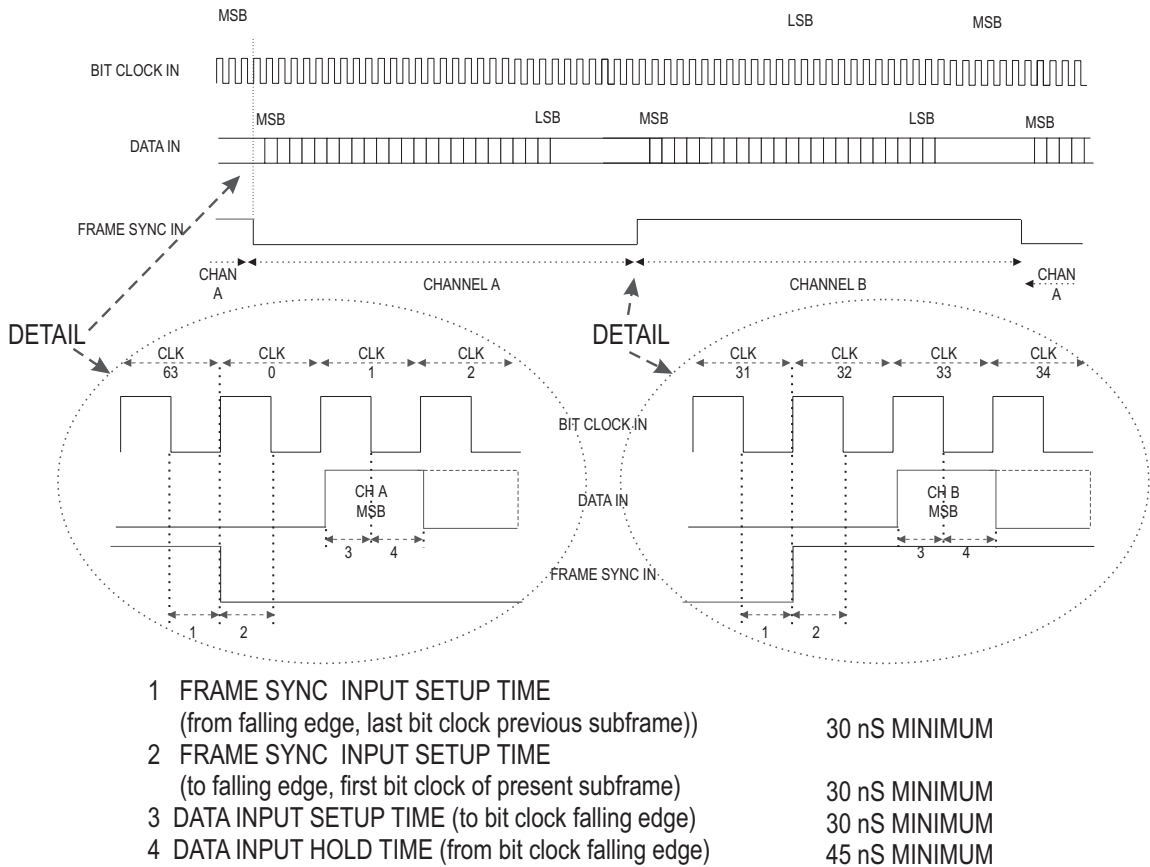 MSB
LSB
MSB
BIT CLOCK IN
MSB
LSB
MSB
LSB
MSB
DATA IN
FRAME SYNC IN
CHAN
A
CHANNEL A
CHANNEL B
CHAN
A
DETAIL
DETAIL
CLK
63
CLK
0
CLK
1
CLK
2
CLK
31
CLK
32
CLK
33
CLK
34
BIT CLOCK IN
CH A
MSB
DATA IN
CH B
MSB
3 4
3 4
FRAME SYNC IN
1 2
1 2
1 FRAME SYNC INPUT SETUP TIME
(from falling edge, last bit clock previous subframe)) 30 nS MINIMUM
2 FRAME SYNC INPUT SETUP TIME
(to falling edge, first bit clock of present subframe) 30 nS MINIMUM
3 DATA INPUT SETUP TIME (to bit clock falling edge) 30 nS MINIMUM
4 DATA INPUT HOLD TIME (from bit clock falling edge) 45 nS MINIMUM